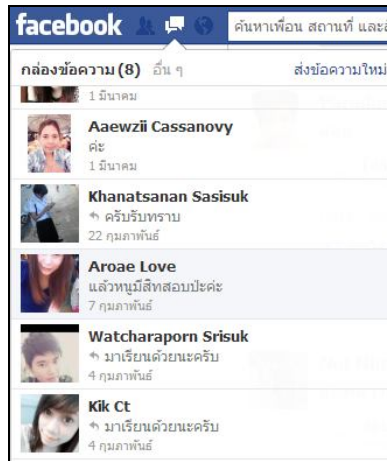 facebook
ค้นหาเพื่อน สถานที่ และ
กล่องข้อความ (8) อื่น ๆ ส่งข้อความใหม่
1 มีนาคม
Aaewzii Cassanovy
ค่ะ
1 มีนาคม
Khanatsanan Sasisuk
ครับรับทราบ
22 กุมภาพันธ์
Aroae Love
แล้วหนูมีสิทสอบป่ะค่ะ
7 กุมภาพันธ์
Watcharaporn Srisuk
มาเรียนด้วยนะครับ
4 กุมภาพันธ์
Kik Ct
มาเรียนด้วยนะครับ
4 กุมภาพันธ์